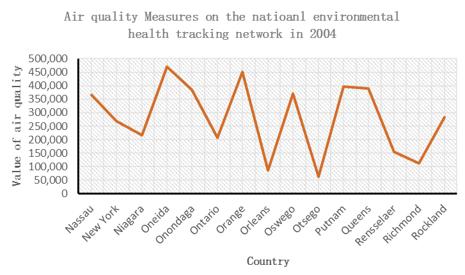 Air quality Measures on the natioanl environmental
health tracking network in 2004
Value of air quality
500,000
450,000
400,000
350,000
300,000
250,000
200,000
150,000
100,000
50,000
0
Nassau
New York
Niagara
Oneida
Onondaga
Ontario
Orange
Orleans
Oswego
Otsego
Putnam
Queens
Rensselaer
Richmond
Rockland
Country